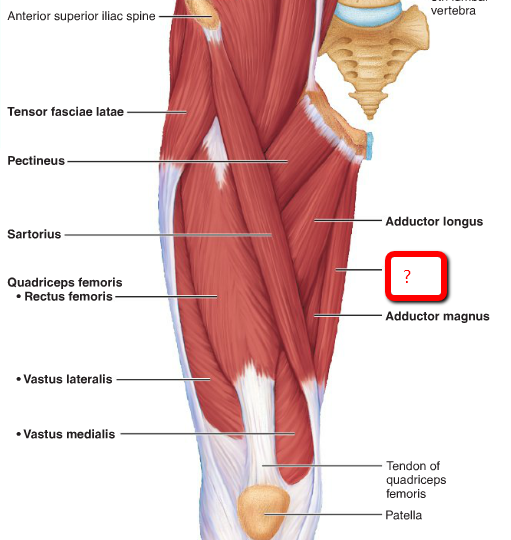 Anterior superior iliac spine
vertebra
Tensor fasciae latae
Pectineus
Adductor longus
Sartorius
?
Quadriceps femoris
• Rectus femoris
Adductor magnus
• Vastus lateralis
• Vastus medialis
Tendon of
quadriceps
femoris
Patella